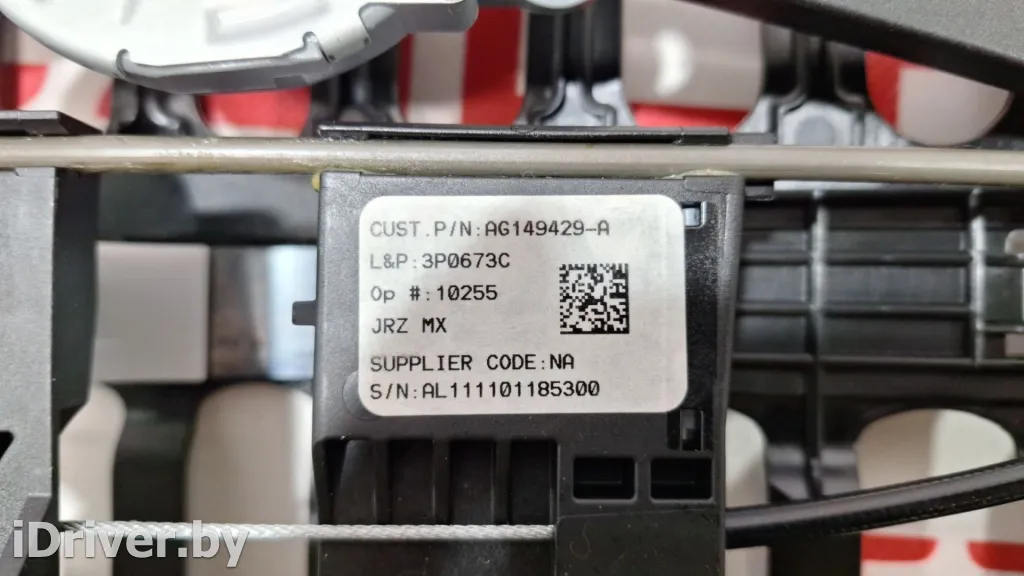 CUST.P/N:AG149429-A
L&P:3P0673C
Op #:10255
JRZ MX
SUPPLIER CODE:NA
S/N:AL111101185300
iDriver.by